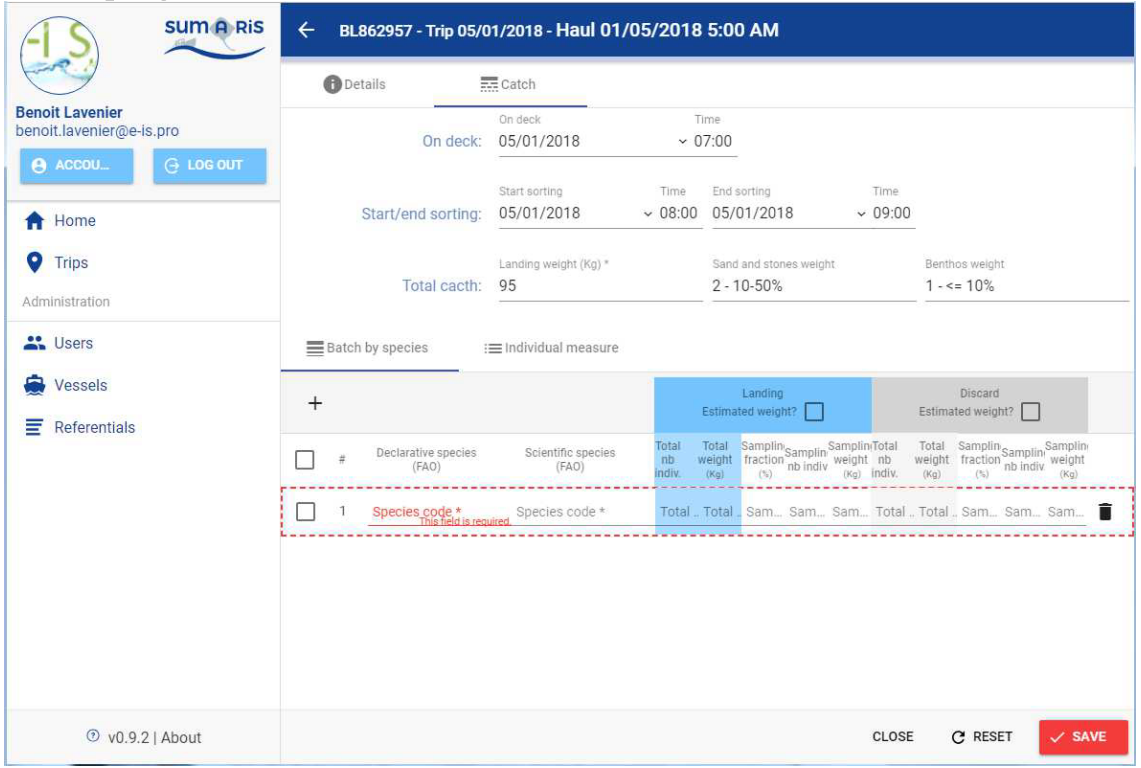 -I S
SUMARiS
Benoit Lavenier
benoit.lavenier@e-is.pro
ACCOU...
LOG OUT
Home
Trips
Administration
Users
Vessels
Referentials
v0.9.2 | About
BL862957 - Trip 05/01/2018 - Haul 01/05/2018 5:00 AM
Details
Catch
On deck Time
On deck: 05/01/2018 07:00
Start sorting Time End sorting Time
Start/end sorting: 05/01/2018 08:00 05/01/2018 09:00
Landing weight (Kg) * Sand and stones weight Benthos weight
Total cacth: 95 2 - 10-50% 1 - <= 10%
Batch by species
Individual measure
+
Landing
Estimated weight?
Discard
Estimated weight?
#
Declarative species
(FAO)
Scientific species
(FAO)
Total
nb
indiv.
Total
weight
(Kg)
Samplin
fraction
(%)
Samplin
nb indiv
Samplin
weight
(Kg)
Total
nb
indiv.
Total
weight
(Kg)
Samplin
fraction
(%)
Samplin
nb indiv
Sampling
weight
(Kg)
1 Species code * Species code * Total .. Total . Sam... Sam... Sam... Total .. Total . Sam... Sam... Sam...
This field is required.
CLOSE
RESET
SAVE